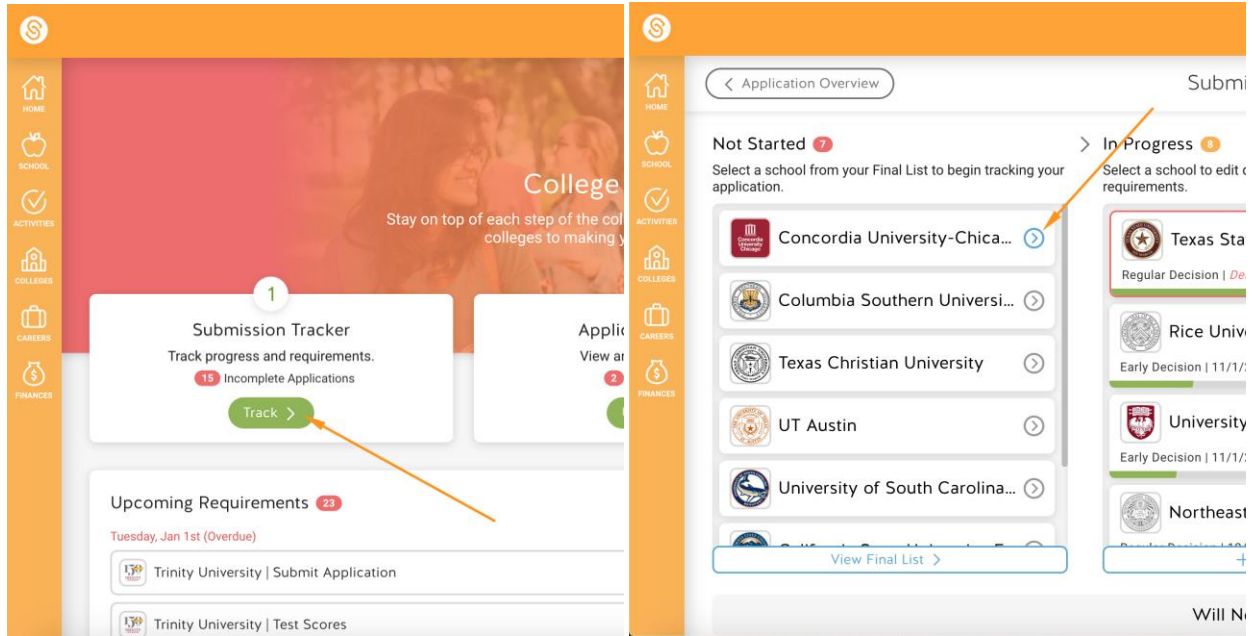 HOME
SCHOOL
ACTIVITIES
COLLEGES
CAREERS
FINANCES
College
Stay on top of each step of the col
colleges to making y
1
Submission Tracker
Track progress and requirements.
15 Incomplete Applications
Track
Applic
View ar
2
Upcoming Requirements 23
Tuesday, Jan 1st (Overdue)
Trinity University | Submit Application
Trinity University | Test Scores
HOME
SCHOOL
ACTIVITIES
COLLEGES
CAREERS
FINANCES
Application Overview
Submi
Not Started 7
Select a school from your Final List to begin tracking your
application.
Concordia University-Chica...
Columbia Southern Universi...
Texas Christian University
UT Austin
University of South Carolina...
View Final List
In Progress 8
Select a school to edit
requirements.
Texas Sta
Regular Decision | De
Rice Unive
Early Decision | 11/1/
University
Early Decision | 11/1/
Northeast
+
Will N